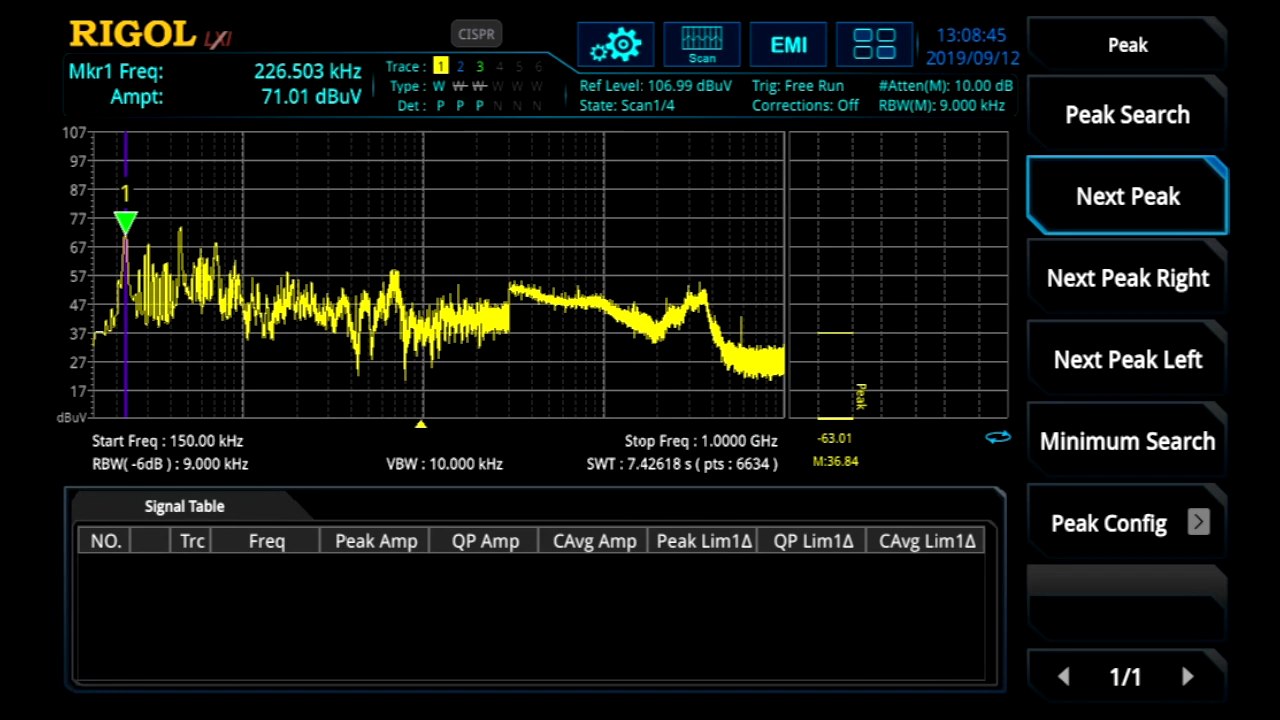 RIGOL LXI
CISPR
Scan
EMI
13:08:45
2019/09/12
Mkr1 Freq: 226.503 kHz
Ampt: 71.01 dBuV
Trace : 1 2 3 4 5 6
Type : W W W W W W
Det : P P P N N N
Ref Level: 106.99 dBuV
State: Scan1/4
Trig: Free Run
Corrections: Off
#Atten(M): 10.00 dB
RBW(M): 9.000 kHz
107
97
87
77
67
57
47
37
27
17
dBuV
1
Peak
Start Freq : 150.00 kHz
Stop Freq : 1.0000 GHz
RBW( -6dB ) : 9.000 kHz
VBW : 10.000 kHz
SWT : 7.42618 s ( pts : 6634 )
-63.01
M:36.84
Signal Table
NO. Trc Freq Peak Amp QP Amp CAvg Amp Peak Lim1Δ QP Lim1Δ CAvg Lim1Δ
Peak
Peak Search
Next Peak
Next Peak Right
Next Peak Left
Minimum Search
Peak Config >
1/1